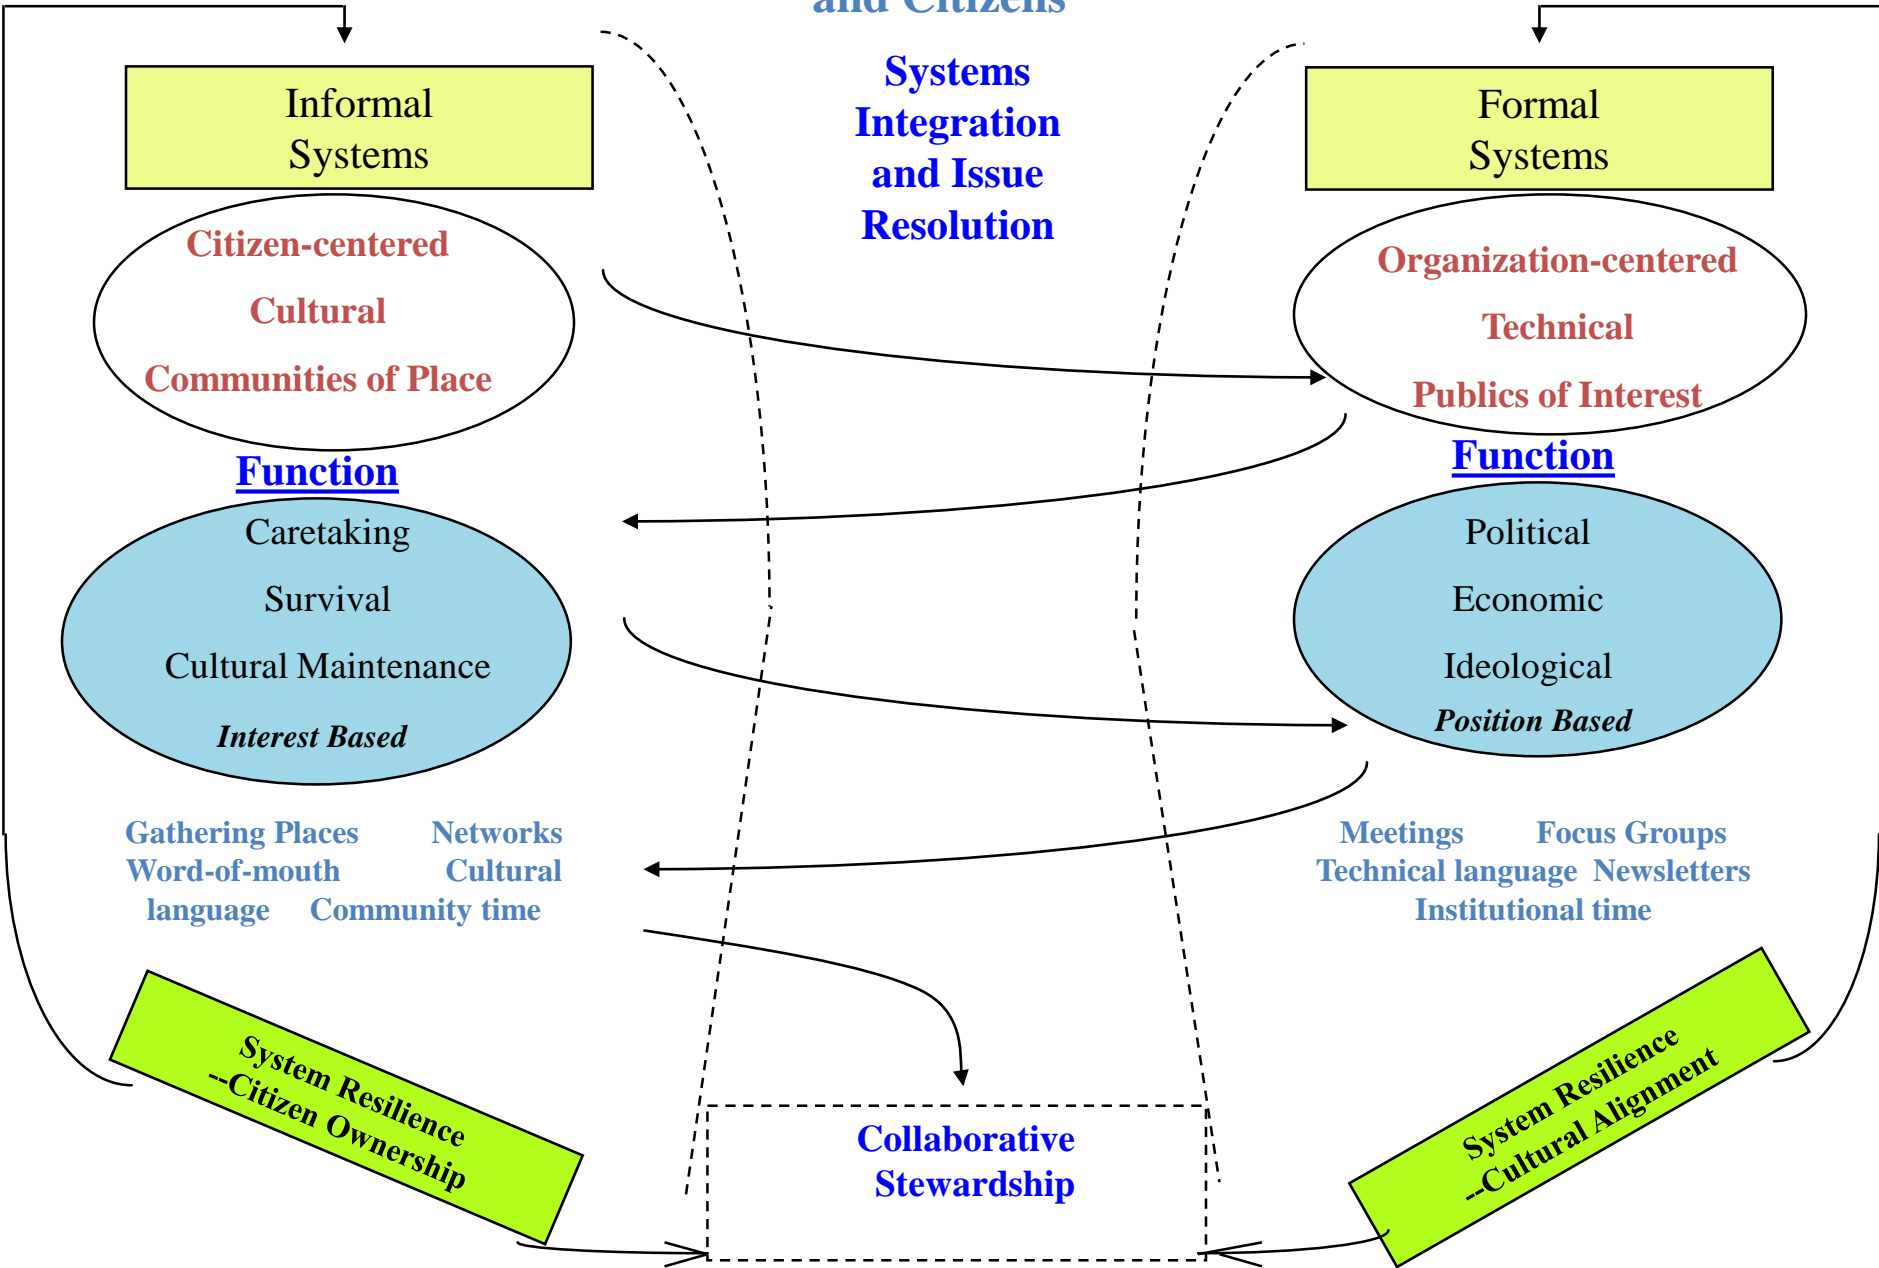 and Citizens
Systems
Integration
and Issue
Resolution
Informal
Systems
Citizen-centered
Cultural
Communities of Place
Function
Caretaking
Survival
Cultural Maintenance
Interest Based
Gathering Places Networks
Word-of-mouth Cultural
language Community time
System Resilience
--Citizen Ownership
Formal
Systems
Organization-centered
Technical
Publics of Interest
Function
Political
Economic
Ideological
Position Based
Meetings Focus Groups
Technical language Newsletters
Institutional time
System Resilience
--Cultural Alignment
Collaborative
Stewardship